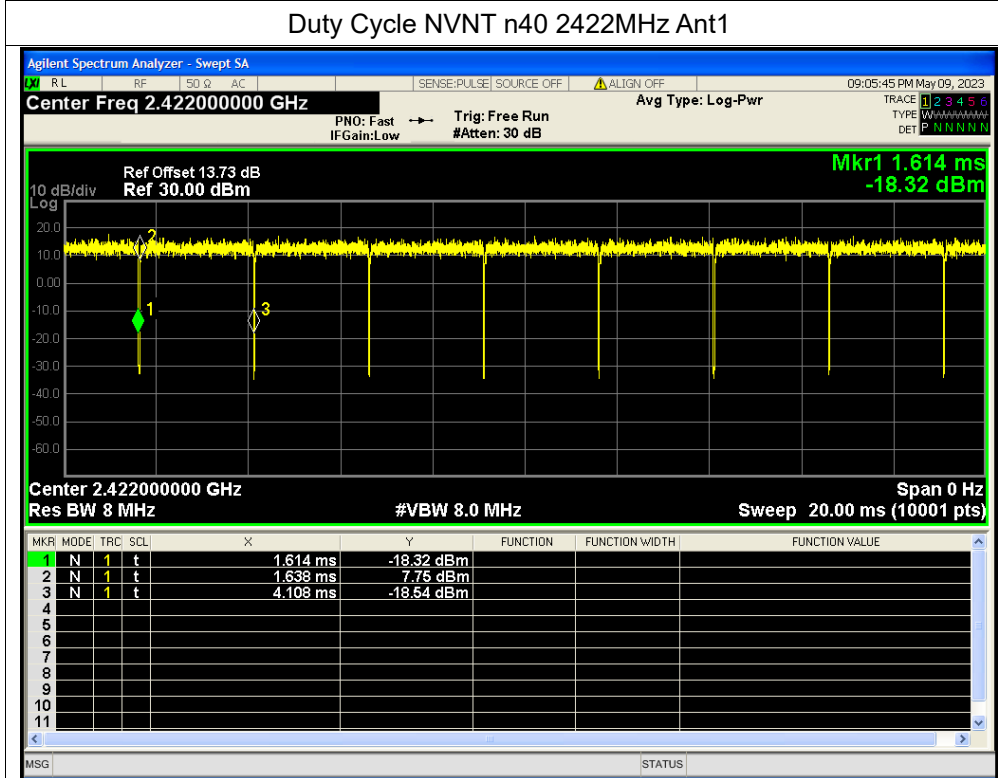 Duty Cycle NVNT n40 2422MHz Ant1
Agilent Spectrum Analyzer - Swept SA
LXI RL RF 50 Ω AC SENSE:PULSE SOURCE OFF ALIGN OFF 09:05:45 PM May 09, 2023
Center Freq 2.422000000 GHz Avg Type: Log-Pwr TRACE 1 2 3 4 5 6
PNO: Fast Trig: Free Run TYPE WWWWWW
IFGain:Low #Atten: 30 dB DET P N N N N N
Mkr1 1.614 ms
Ref Offset 13.73 dB
10 dB/div Ref 30.00 dBm -18.32 dBm
Log
20.0
2
10.0
0.00
1
3
-10.0
-20.0
-30.0
-40.0
-50.0
-60.0
Center 2.422000000 GHz Span 0 Hz
Res BW 8 MHz #VBW 8.0 MHz Sweep 20.00 ms (10001 pts)
MKR MODE TRC SCL X Y FUNCTION FUNCTION WIDTH FUNCTION VALUE
1 N 1 t 1.614 ms -18.32 dBm
2 N 1 t 1.638 ms 7.75 dBm
3 N 1 t 4.108 ms -18.54 dBm
4
5
6
7
8
9
10
11
MSG STATUS